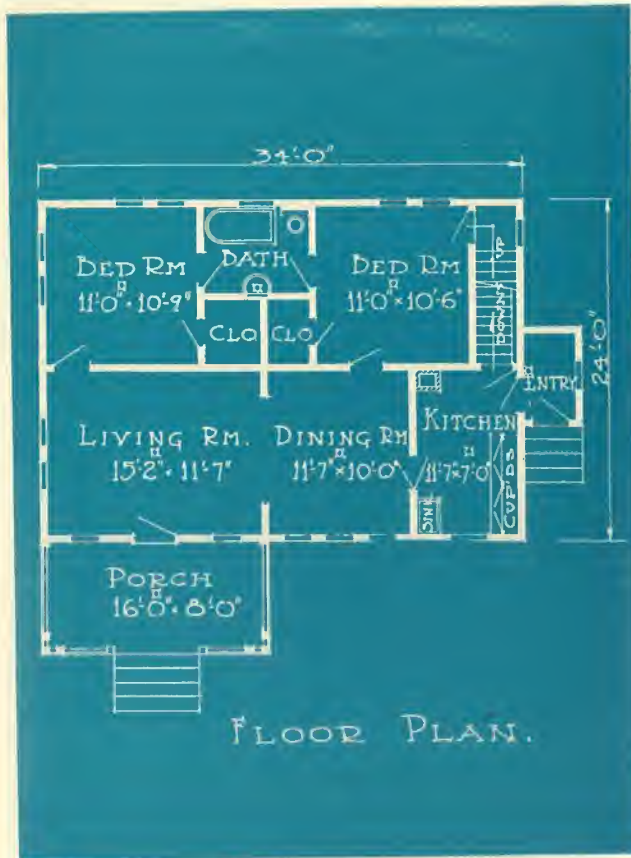 34'-0"
BED RM
11'-0" × 10'-9"
BATH
BED RM
11'-0" × 10'-6"
UP
DOWN
CLO
CLO
24'-0"
ENTRY
KITCHEN
11'-7" × 7'-0"
LIVING RM.
15'-2" × 11'-7"
DINING RM
11'-7" × 10'-0"
SINK
CUP'DS
PORCH
16'-0" × 8'-0"
FLOOR PLAN.